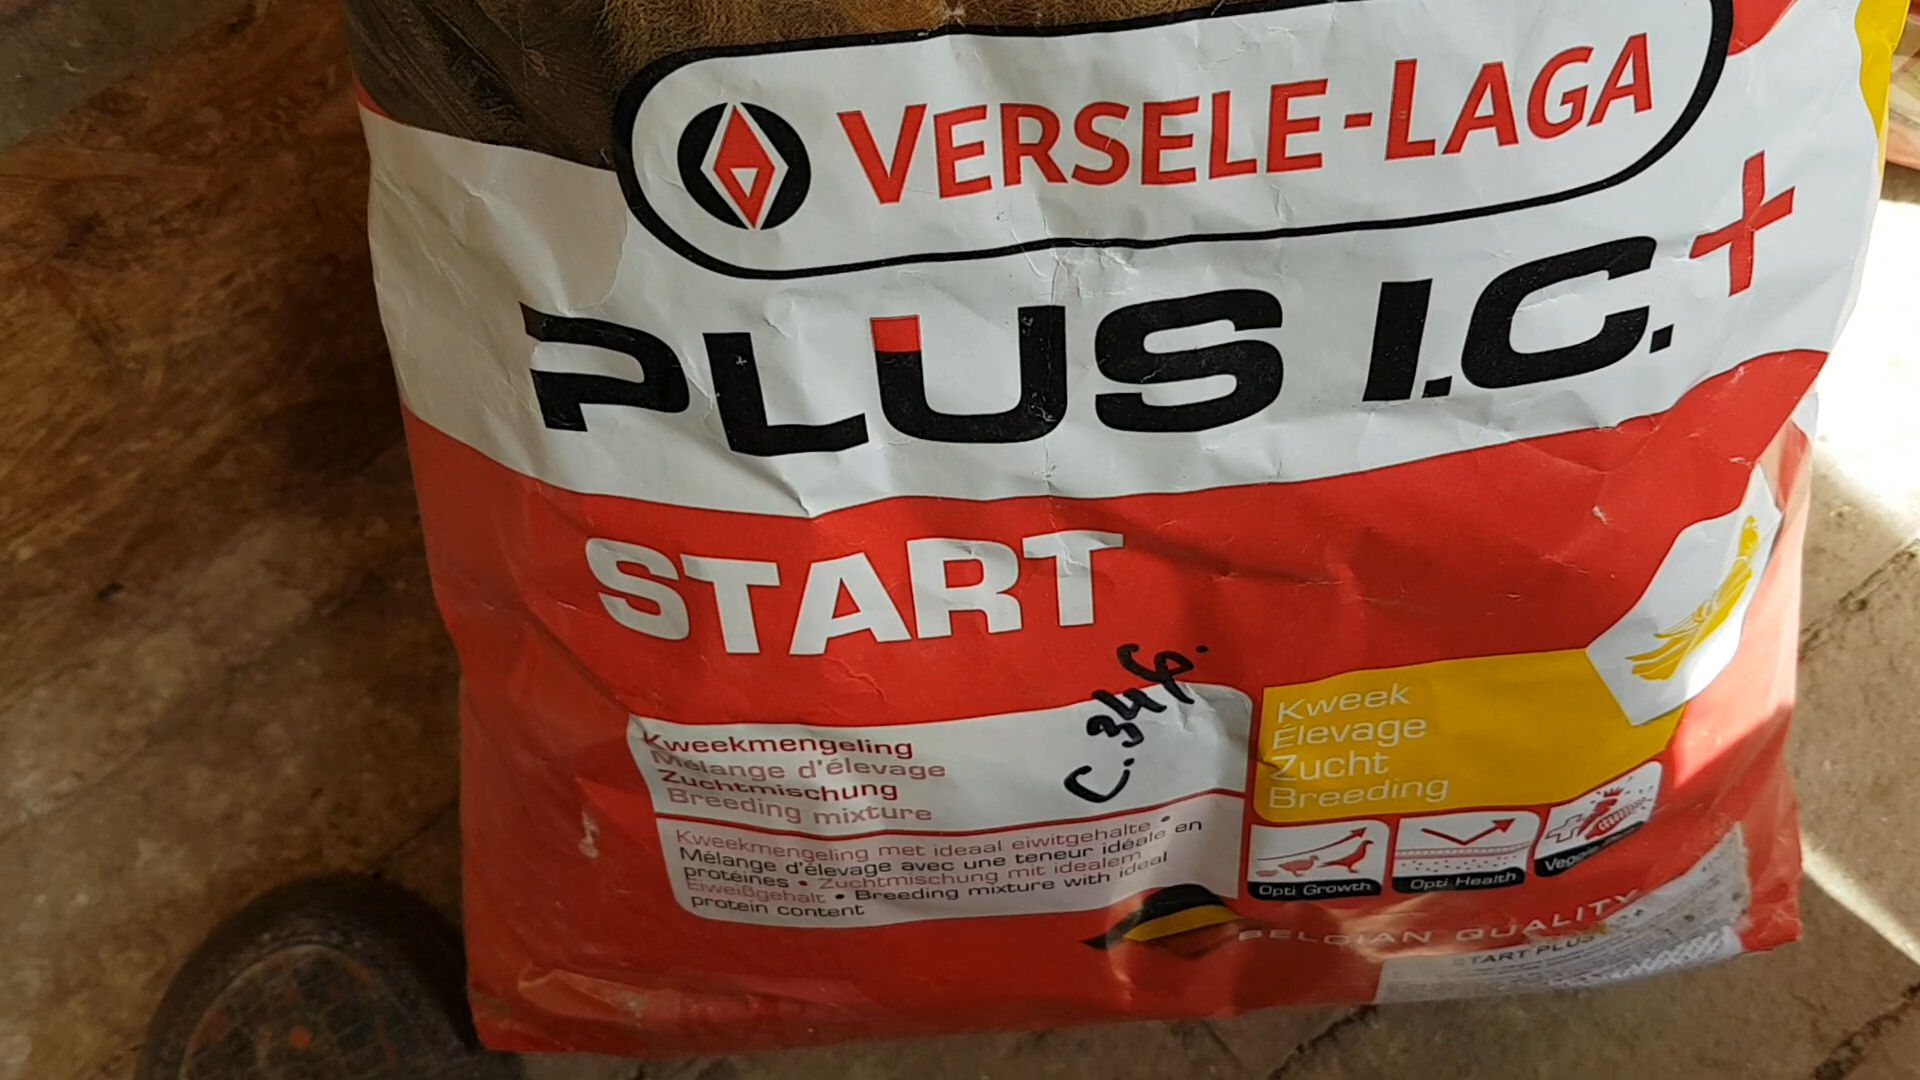 VERSELE-LAGA
PLUS I.C.+
START
C. 34
Kweekmengeling
Mélange d'élevage
Zuchtmischung
Breeding mixture
Kweekmengeling met ideaal eiwitgehalte •
Mélange d'élevage avec une teneur idéale en
protéines • Zuchtmischung mit idealem
Eiweißgehalt • Breeding mixture with ideal
protein content
Kweek
Élevage
Zucht
Breeding
Opti Growth
Opti Health
BELGIAN QUALITY
START PLUS